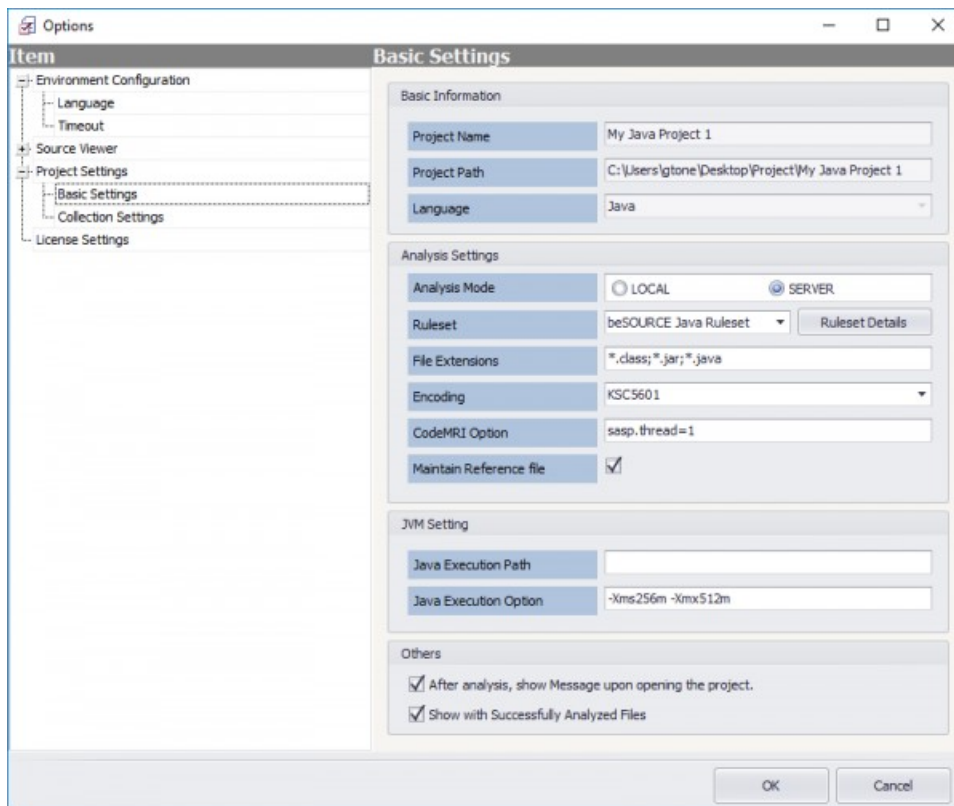 Options
Item
Environment Configuration
Language
Timeout
Source Viewer
Project Settings
Basic Settings
Collection Settings
License Settings
Basic Settings
Basic Information
Project Name My Java Project 1
Project Path C:\Users\gtone\Desktop\Project\My Java Project 1
Language Java
Analysis Settings
Analysis Mode LOCAL SERVER
Ruleset beSOURCE Java Ruleset Ruleset Details
File Extensions *.class;*.jar;*.java
Encoding KSC5601
CodeMRI Option sasp.thread=1
Maintain Reference file
JVM Setting
Java Execution Path
Java Execution Option -Xms256m -Xmx512m
Others
After analysis, show Message upon opening the project.
Show with Successfully Analyzed Files
OK Cancel